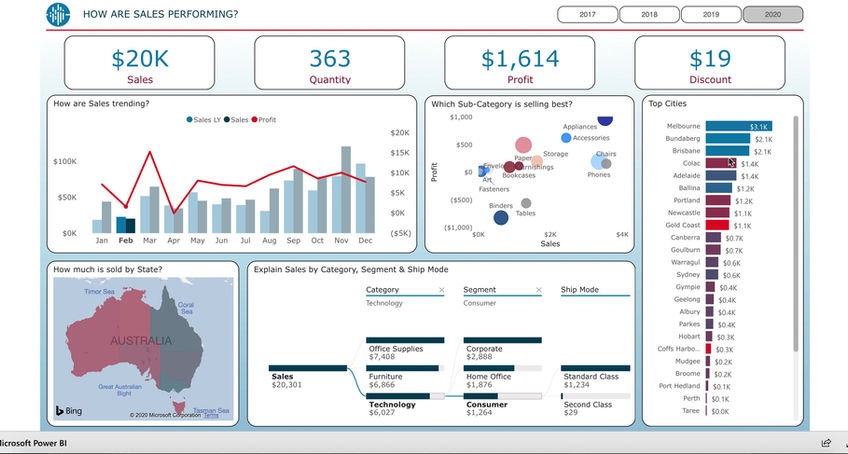 HOW ARE SALES PERFORMING?
2017
2018
2019
2020
$20K
Sales
363
Quantity
$1,614
Profit
$19
Discount
How are Sales trending?
Sales LY
Sales
Profit
$100K
$50K
$0K
$20K
$15K
$10K
$5K
$0K
($5K)
Jan
Feb
Mar
Apr
May
Jun
Jul
Aug
Sep
Oct
Nov
Dec
Which Sub-Category is selling best?
Profit
$1,000
$500
$0
($500)
($1,000)
Appliances
Accessories
Paper
Storage
Chairs
Furnishings
Bookcases
Phones
Art
Fasteners
Binders
Tables
$0K
$2K
$4K
Sales
Top Cities
Melbourne $3.1K
Bundaberg $2.1K
Brisbane $2.1K
Colac $1.4K
Adelaide $1.4K
Ballina $1.2K
Portland $1.2K
Newcastle $1.1K
Gold Coast $1.1K
Canberra $0.7K
Goulburn $0.7K
Warragul $0.6K
Sydney $0.6K
Gympie $0.4K
Geelong $0.4K
Albury $0.4K
Parkes $0.4K
Hobart $0.3K
Coffs Harbo... $0.3K
Mudgee $0.2K
Broome $0.2K
Port Hedland $0.1K
Perth $0.1K
Taree $0.0K
How much is sold by State?
Timor Sea
Coral
Sea
AUSTRALIA
Great Australian
Bight
Tasman Sea
Bing
© 2020 Microsoft Corporation Terms
Explain Sales by Category, Segment & Ship Mode
Category
Technology
Segment
Consumer
Ship Mode
Sales
$20,301
Office Supplies
$7,408
Furniture
$6,866
Technology
$6,027
Corporate
$2,888
Home Office
$1,876
Consumer
$1,264
Standard Class
$1,234
Second Class
$29
Microsoft Power BI